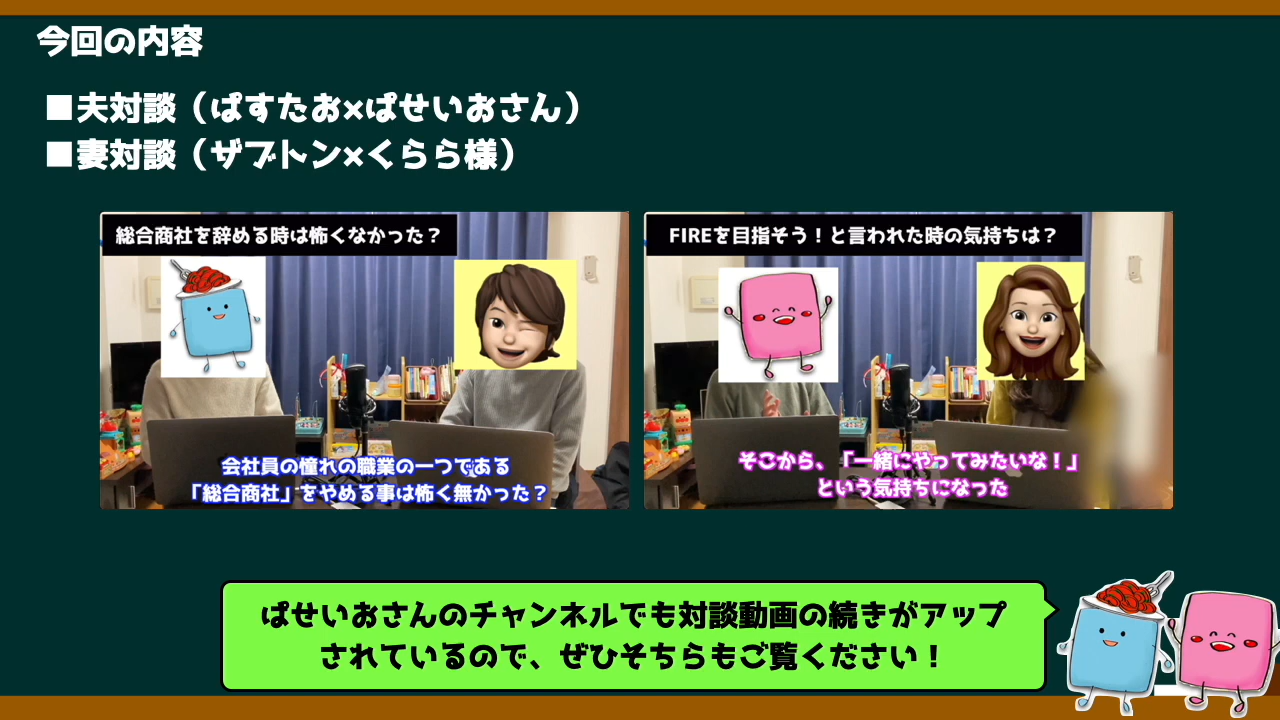 今回の内容
■夫対談（ぱすたお×ぱせいおさん）
■妻対談（ザブトン×くらら様）
総合商社を辞める時は怖くなかった？
会社員の憧れの職業の一つである
「総合商社」をやめる事は怖く無かった？
FIREを目指そう！と言われた時の気持ちは？
そこから、「一緒にやってみたいな！」
という気持ちになった
ぱせいおさんのチャンネルでも対談動画の続きがアップ
されているので、ぜひそちらもご覧ください！